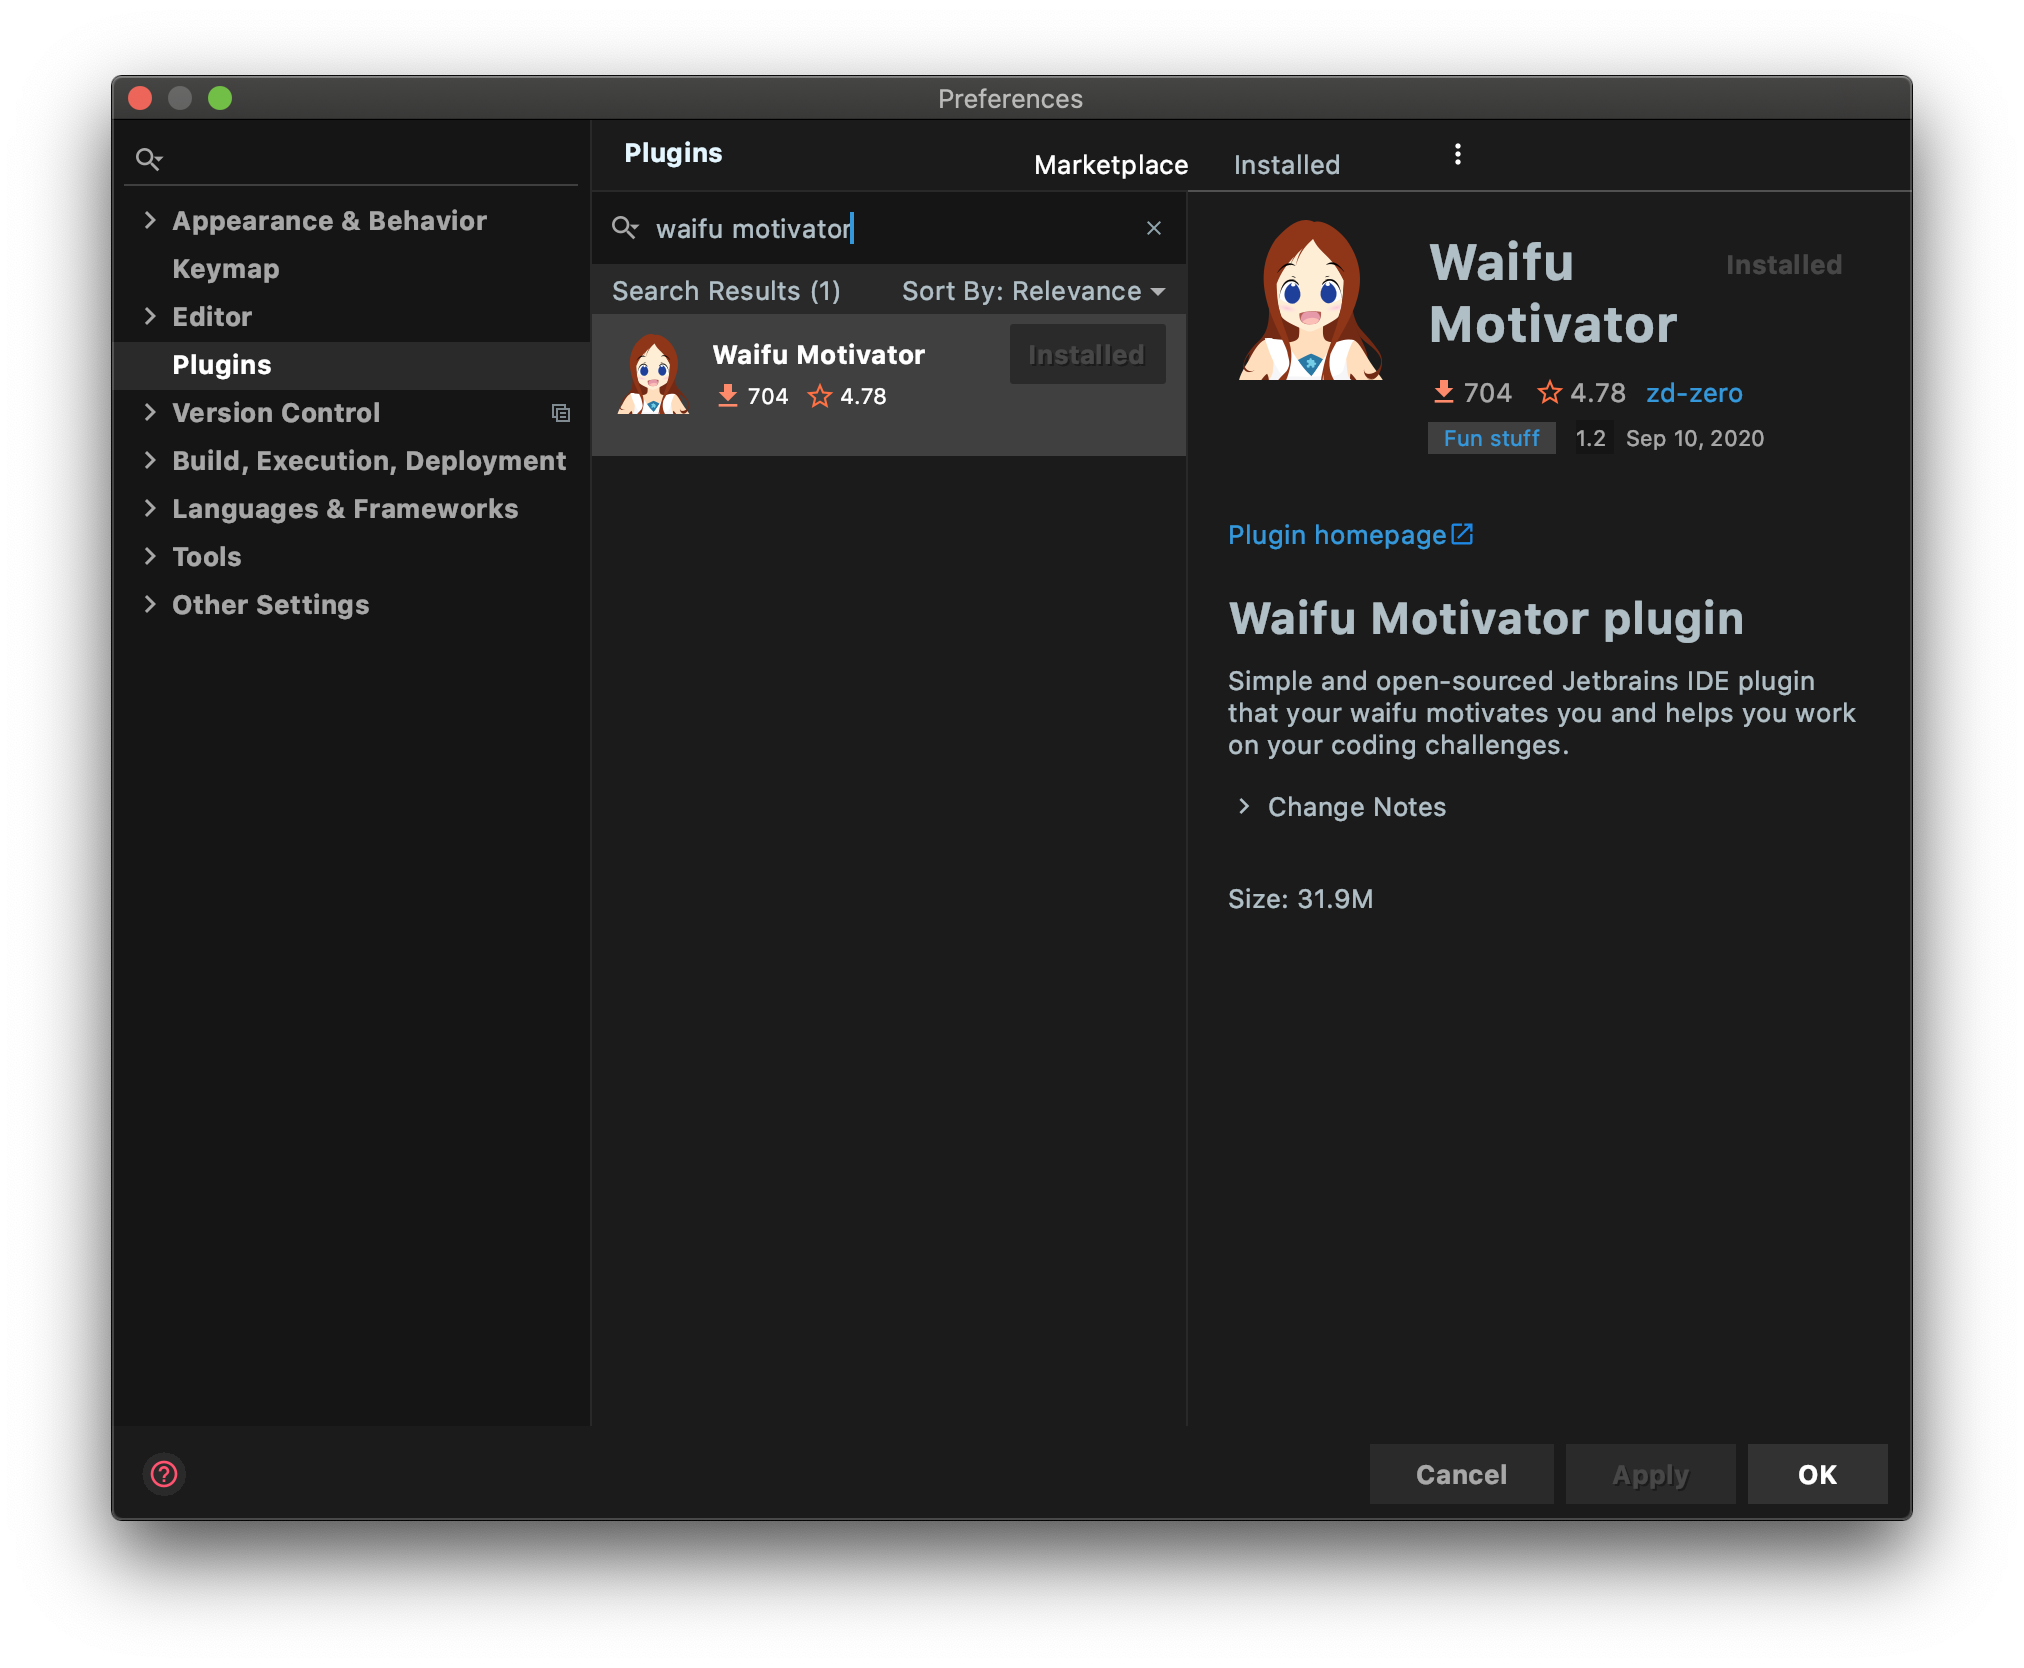 Preferences
Appearance & Behavior
Keymap
Editor
Plugins
Version Control
Build, Execution, Deployment
Languages & Frameworks
Tools
Other Settings
Plugins
Marketplace
Installed
waifu motivator
Search Results (1)
Sort By: Relevance
Waifu Motivator
Installed
704
4.78
Waifu
Motivator
Installed
704
4.78
zd-zero
Fun stuff
1.2
Sep 10, 2020
Plugin homepage
Waifu Motivator plugin
Simple and open-sourced Jetbrains IDE plugin
that your waifu motivates you and helps you work
on your coding challenges.
Change Notes
Size: 31.9M
?
Cancel
Apply
OK